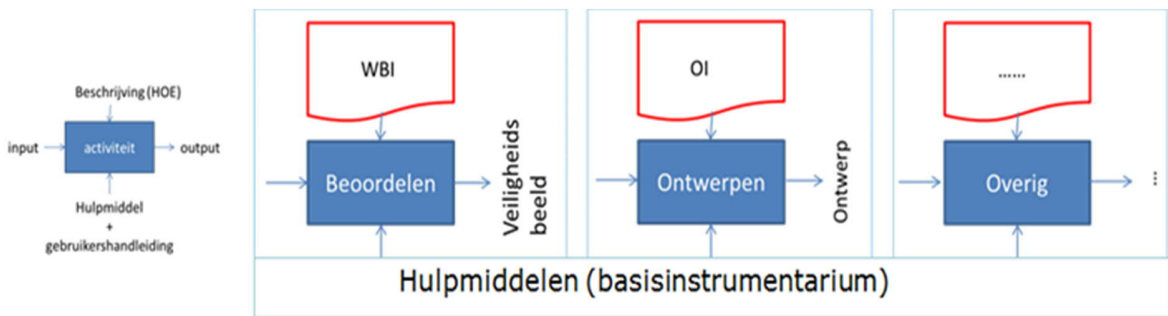 Beschrijving (HOE)
input
activiteit
output
Hulpmiddel
+
gebruikershandleiding
WBI
Beoordelen
Veiligheids
beeld
OI
Ontwerpen
Ontwerp
......
Overig
...
Hulpmiddelen (basisinstrumentarium)